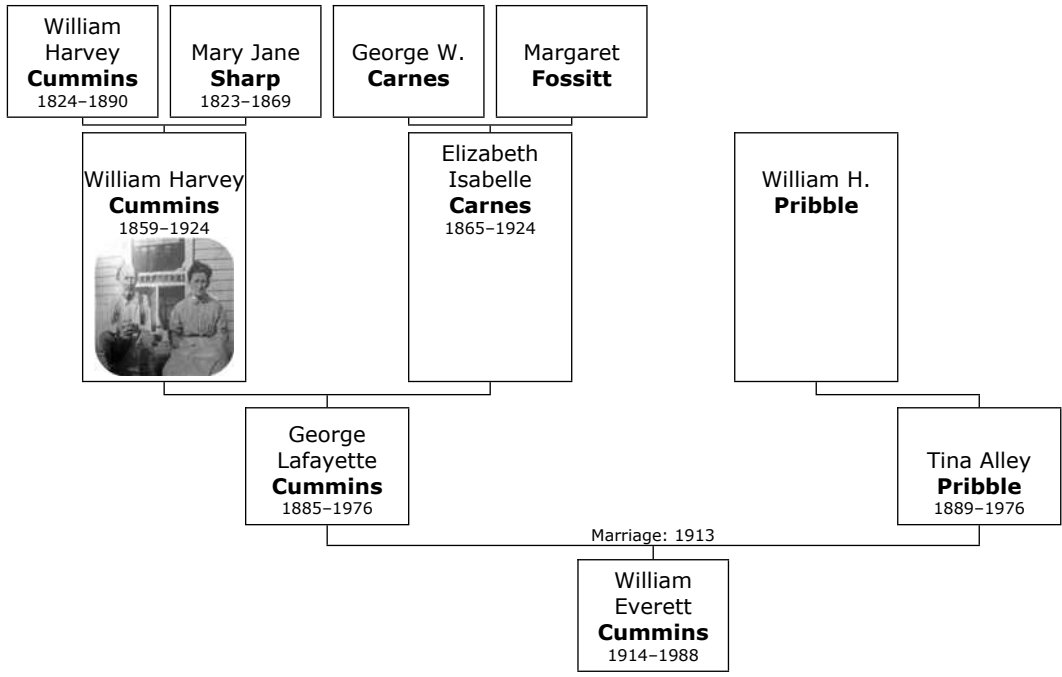 William
Harvey
Cummins
1824–1890
Mary Jane
Sharp
1823–1869
George W.
Carnes
Margaret
Fossitt
William Harvey
Cummins
1859–1924
Elizabeth
Isabelle
Carnes
1865–1924
William H.
Pribble
George
Lafayette
Cummins
1885–1976
Tina Alley
Pribble
1889–1976
Marriage: 1913
William
Everett
Cummins
1914–1988